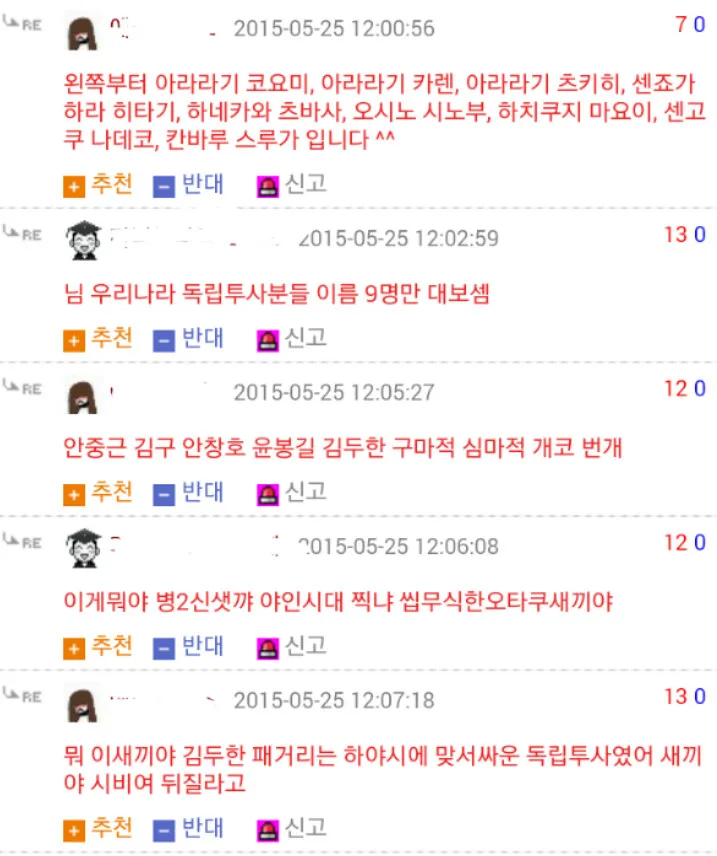 RE 2015-05-25 12:00:56 7 0
왼쪽부터 아라라기 코요미, 아라라기 카렌, 아라라기 츠키히, 센죠가
하라 히타기, 하네카와 츠바사, 오시노 시노부, 하치쿠지 마요이, 센고
쿠 나데코, 칸바루 스루가 입니다 ^^
추천 반대 신고
RE 2015-05-25 12:02:59 13 0
님 우리나라 독립투사분들 이름 9명만 대보셈
추천 반대 신고
RE 2015-05-25 12:05:27 12 0
안중근 김구 안창호 윤봉길 김두한 구마적 심마적 개코 번개
추천 반대 신고
RE 2015-05-25 12:06:08 12 0
이게뭐야 병2신샛꺄 야인시대 찍냐 씹무식한오타쿠새끼야
추천 반대 신고
RE 2015-05-25 12:07:18 13 0
뭐 이새끼야 김두한 패거리는 하야시에 맞서싸운 독립투사였어 새끼
야 시비여 뒤질라고
추천 반대 신고